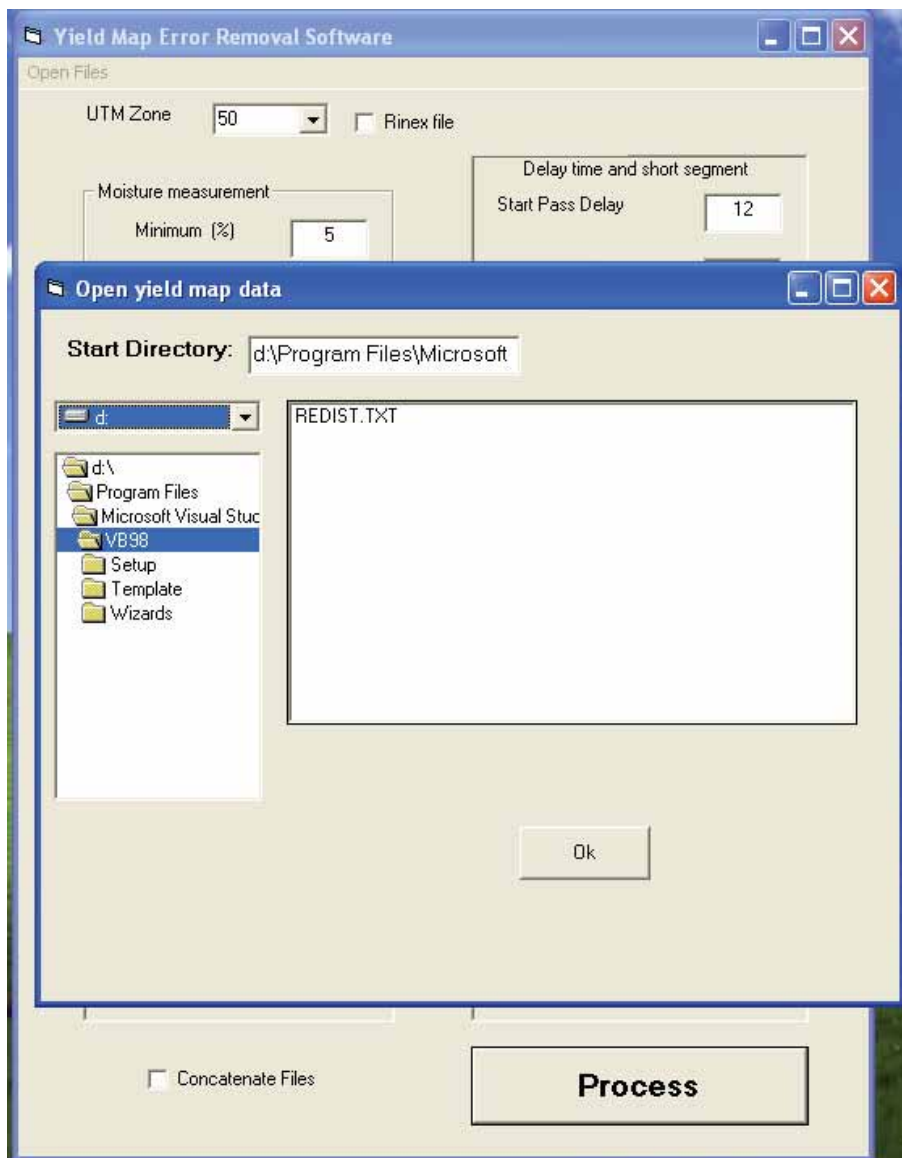 Yield Map Error Removal Software
Open Files
UTM Zone
50
Rinex file
Moisture measurement
Minimum (%)
5
Delay time and short segment
Start Pass Delay
12
Open yield map data
Start Directory:
d:\Program Files\Microsoft
d:
REDIST.TXT
d:\
Program Files
Microsoft Visual Stuc
VB98
Setup
Template
Wizards
Ok
Concatenate Files
Process